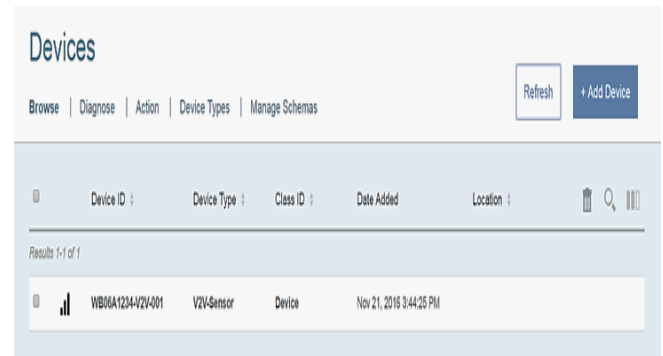 Devices
Browse | Diagnose | Action | Device Types | Manage Schemas
Refresh
+ Add Device
Device ID Device Type Class ID Date Added Location
Results 1-1 of 1
WB06A1234-V2V-001 V2V-Sensor Device Nov 21, 2016 3:44:25 PM